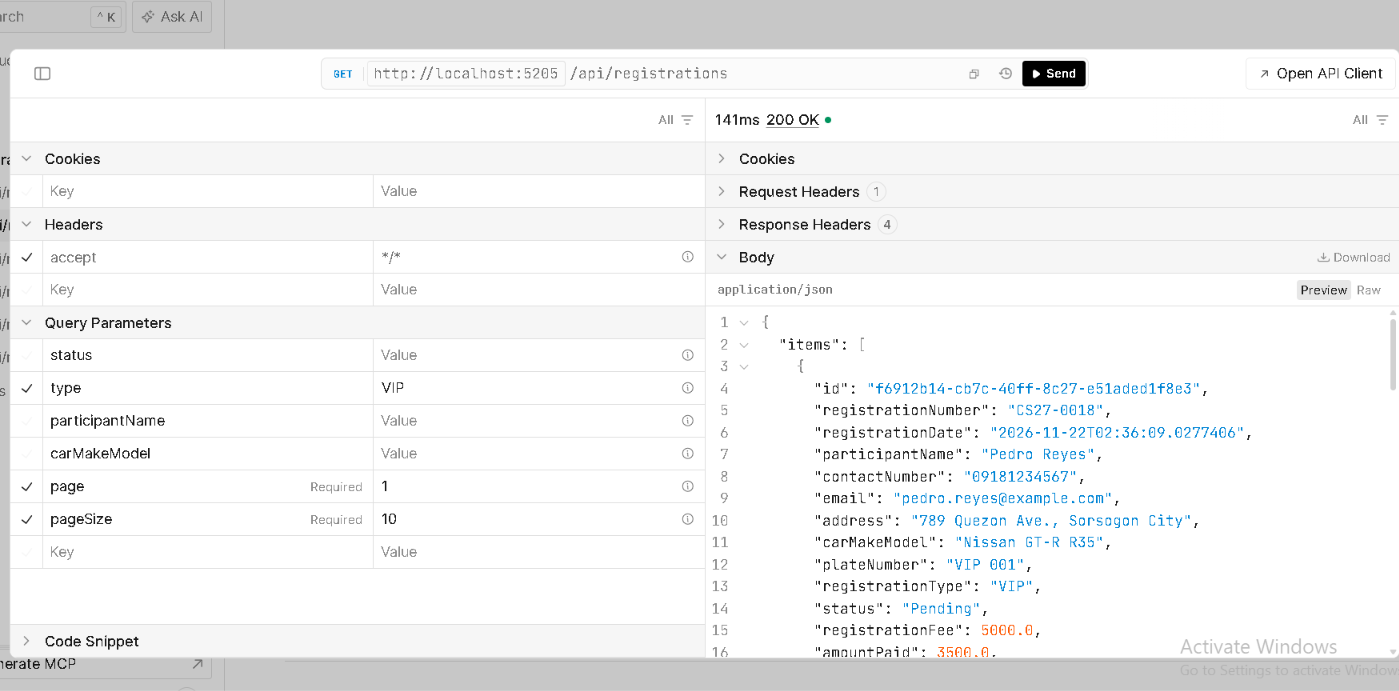 arch ^ K Ask AI
GET http://localhost:5205 /api/registrations Send Open API Client
All 141ms 200 OK All
Cookies
Key Value
Headers
accept */*
Key Value
Query Parameters
status Value
type VIP
participantName Value
carMakeModel Value
page Required 1
pageSize Required 10
Key Value
Code Snippet
nerate MCP
Cookies
Request Headers 1
Response Headers 4
Body Download
application/json Preview Raw
1 {
2 "items": [
3 {
4 "id": "f6912b14-cb7c-40ff-8c27-e51aded1f8e3",
5 "registrationNumber": "CS27-0018",
6 "registrationDate": "2026-11-22T02:36:09.0277406",
7 "participantName": "Pedro Reyes",
8 "contactNumber": "09181234567",
9 "email": "pedro.reyes@example.com",
10 "address": "789 Quezon Ave., Sorsogon City",
11 "carMakeModel": "Nissan GT-R R35",
12 "plateNumber": "VIP 001",
13 "registrationType": "VIP",
14 "status": "Pending",
15 "registrationFee": 5000.0,
16 "amountPaid": 3500.0,
Activate Windows
Go to Settings to activate Window